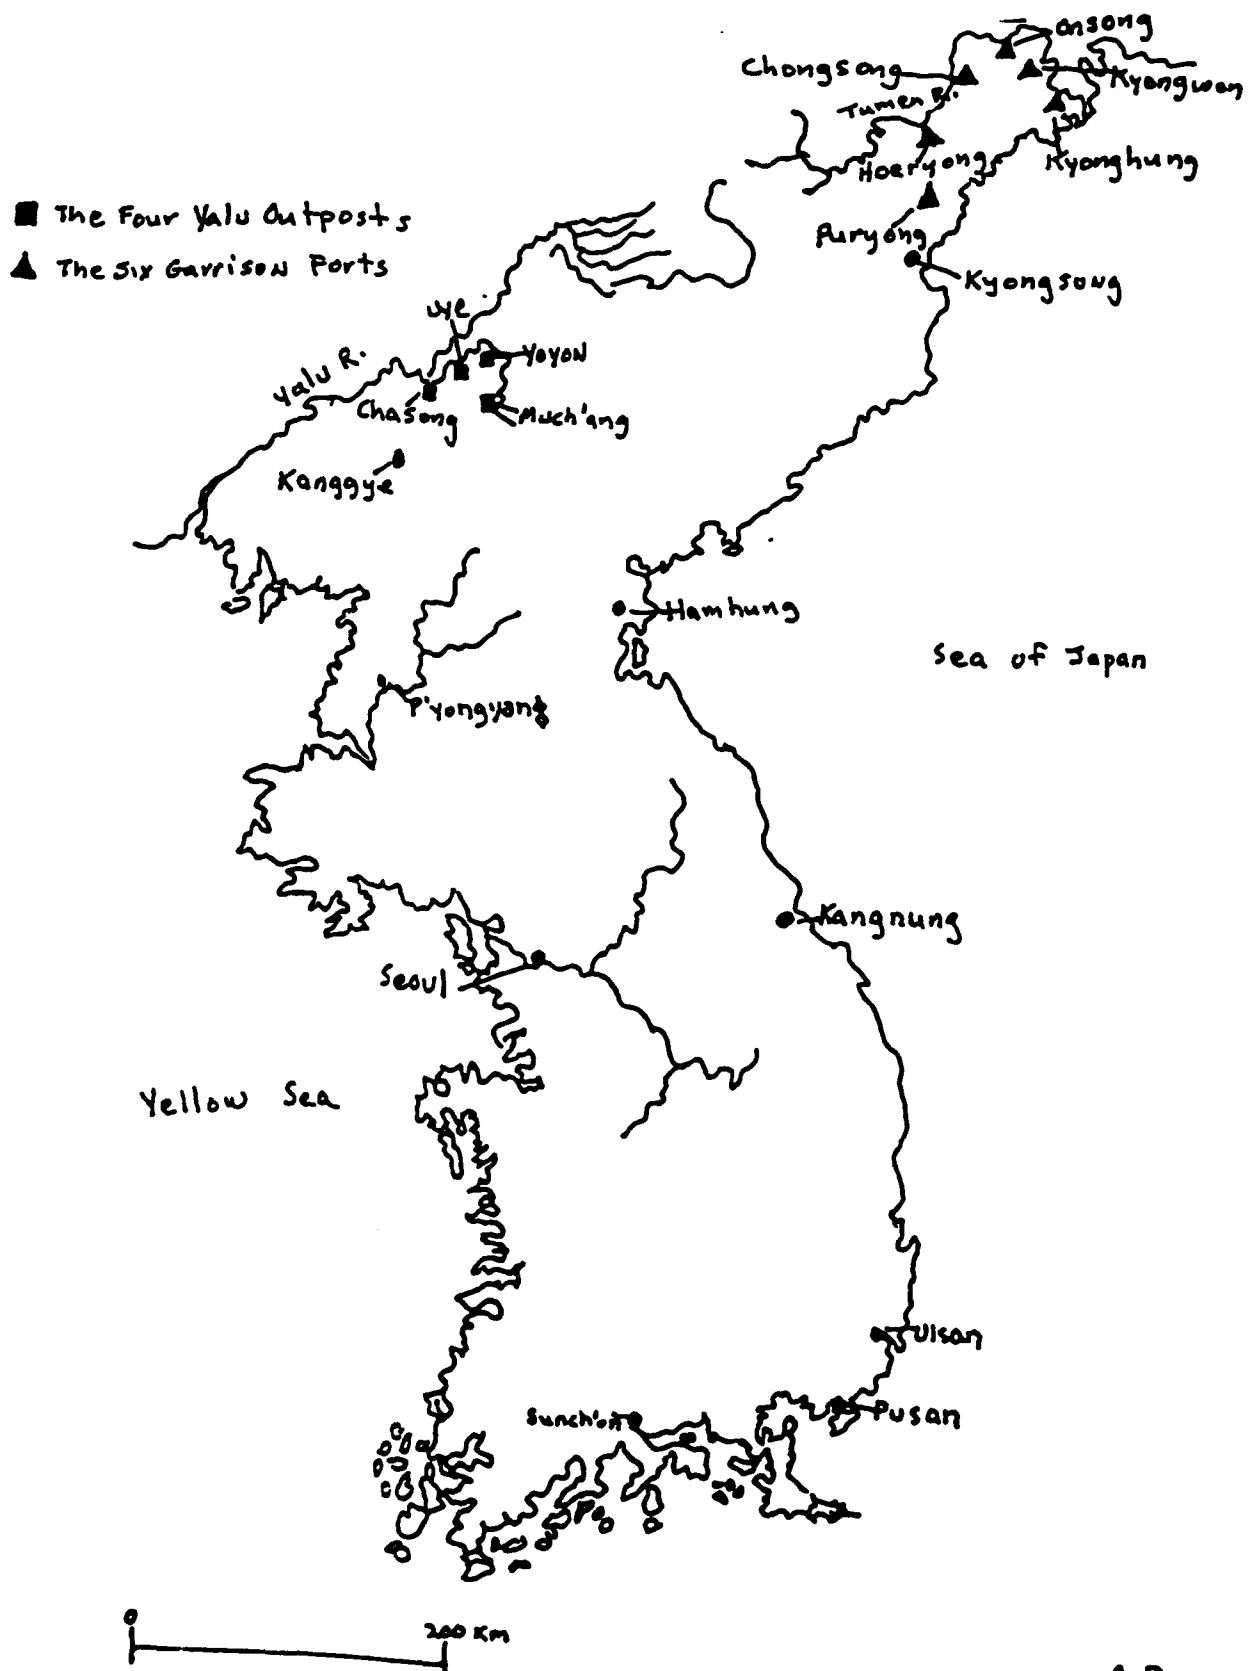 Onsong
Chongsong
Kyongwon
Tumen R.
Hoeryong
Kyonghung
The Four Yalu Outposts
Puryong
The Six Garrison Ports
Kyongsong
Uye
Yoyon
Yalu R.
Chasong
Much'ang
Kanggye
Hamhung
Sea of Japan
P'yongyang
Kangnung
Seoul
Yellow Sea
Ulsan
Sunch'on
Pusan
0
200 Km